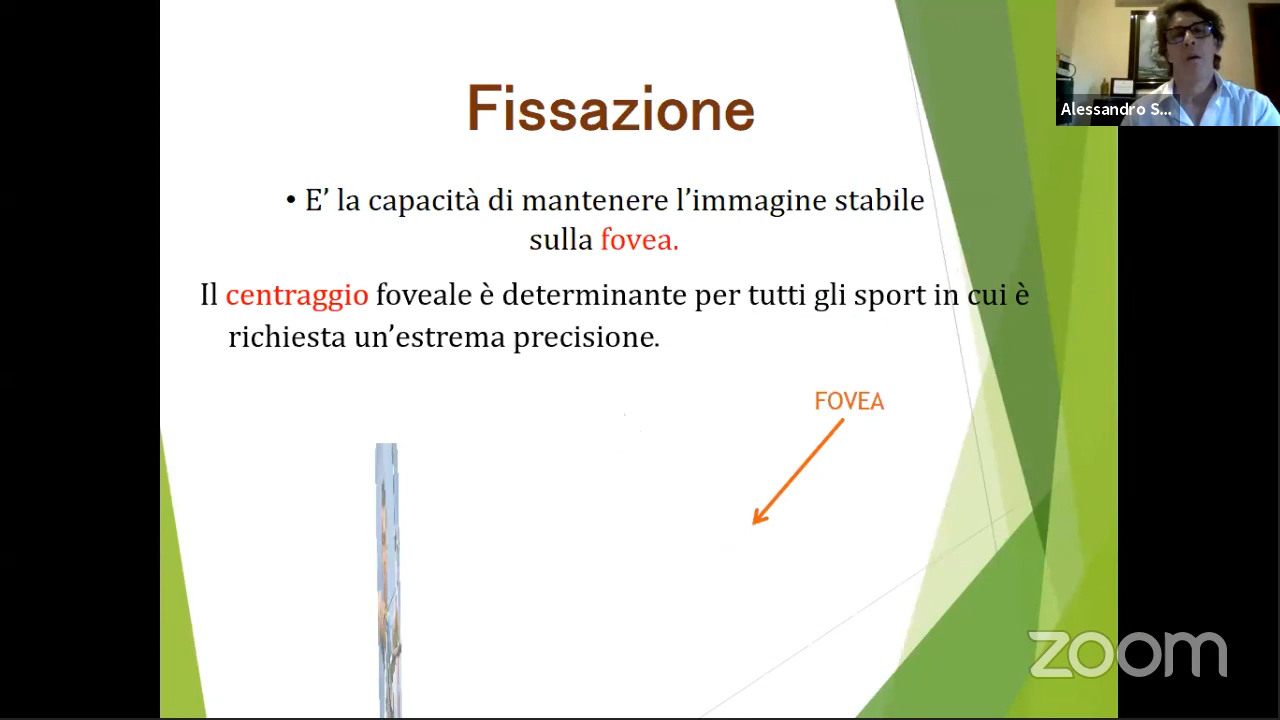 Fissazione
• E’ la capacità di mantenere l’immagine stabile
sulla fovea.
Il centraggio foveale è determinante per tutti gli sport in cui è
richiesta un’estrema precisione.
FOVEA
Alessandro S...
zoom